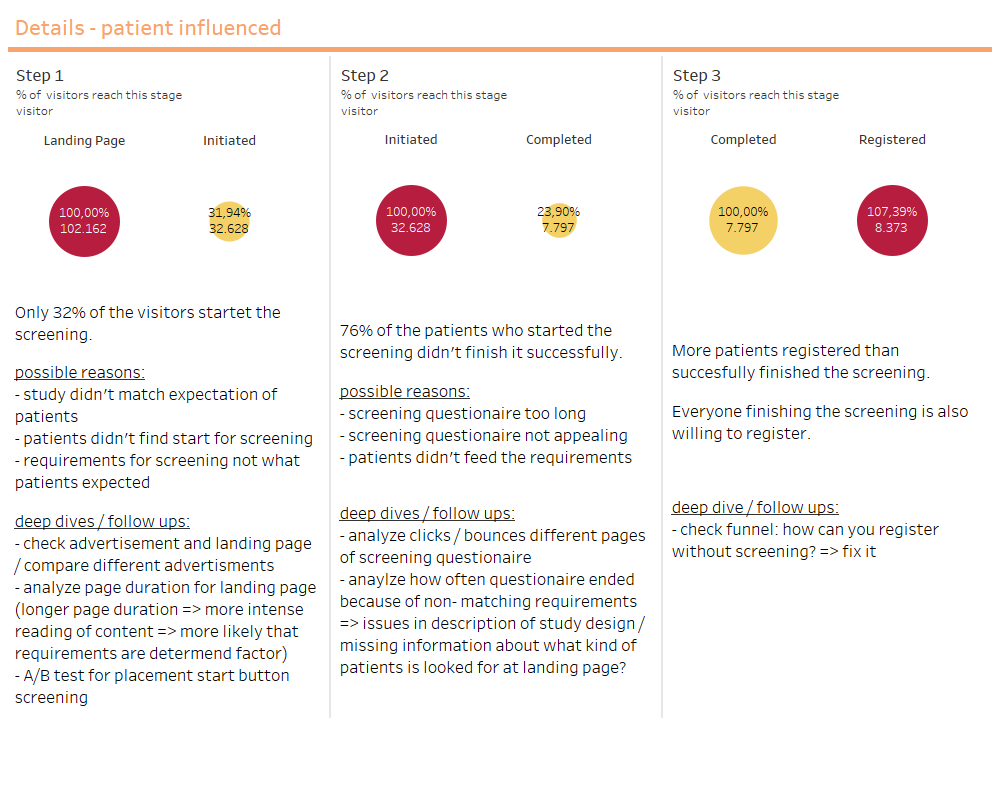 Details - patient influenced
Step 1
% of  visitors reach this stage
visitor
Landing Page
Initiated
100,00%
102.162
31,94%
32.628
Only 32% of the visitors startet the
screening.
possible reasons:
- study didn't match expectation of
patients
- patients didn't find start for screening
- requirements for screening not what
patients expected
deep dives / follow ups:
- check advertisement and landing page
/ compare different advertisments
- analyze page duration for landing page
(longer page duration => more intense
reading of content => more likely that
requirements are determend factor)
- A/B test for placement start button
screening
Step 2
% of  visitors reach this stage
visitor
Initiated
Completed
100,00%
32.628
23,90%
7.797
76% of the patients who started the
screening didn't finish it successfully.
possible reasons:
- screening questionaire too long
- screening questionaire not appealing
- patients didn't feed the requirements
deep dives / follow ups:
- analyze clicks / bounces different pages
of screening questionaire
- anaylze how often questionaire ended
because of non- matching requirements
=> issues in description of study design /
missing information about what kind of
patients is looked for at landing page?
Step 3
% of  visitors reach this stage
visitor
Completed
Registered
100,00%
7.797
107,39%
8.373
More patients registered than
succesfully finished the screening.
Everyone finishing the screening is also
willing to register.
deep dive / follow ups:
- check funnel: how can you register
without screening? => fix it